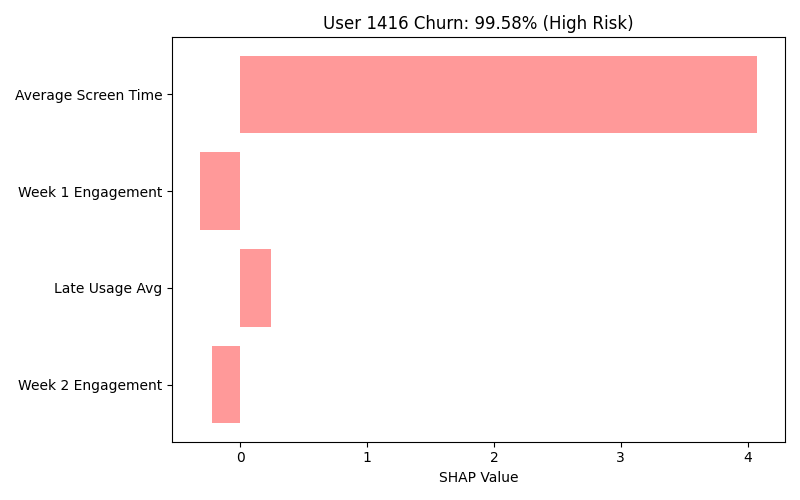 User 1416 Churn: 99.58% (High Risk)
Average Screen Time
Week 1 Engagement
Late Usage Avg
Week 2 Engagement
0 1 2 3 4
SHAP Value